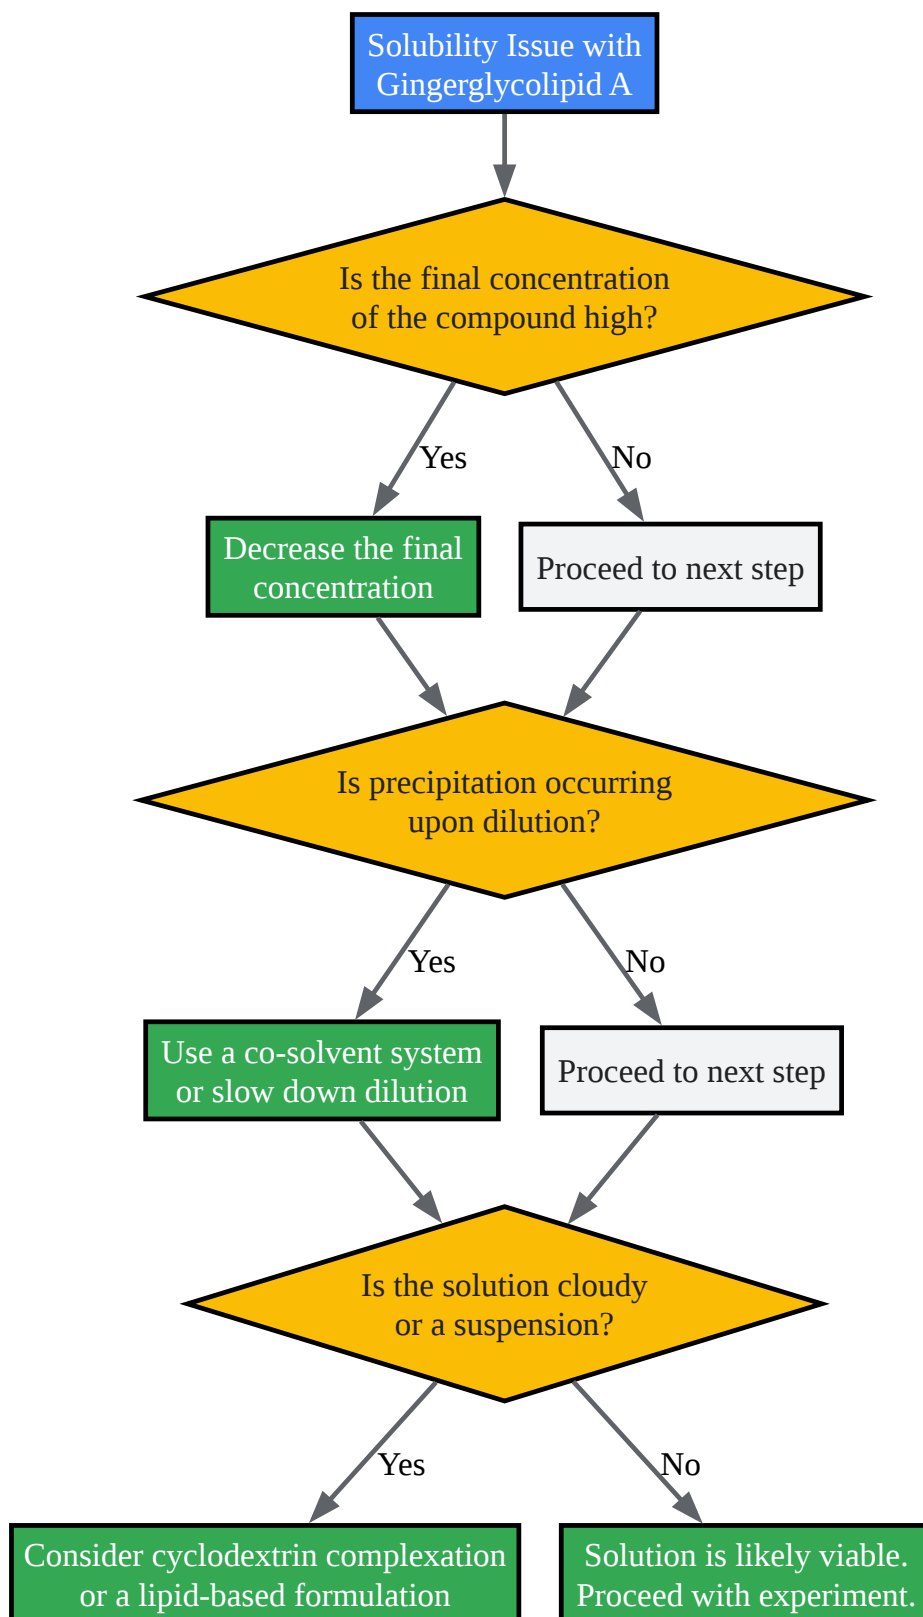 Solubility Issue with
Gingerglycolipid A
Is the final concentration
of the compound high?
Yes
No
Decrease the final
concentration
Proceed to next step
Is precipitation occurring
upon dilution?
Yes
No
Use a co-solvent system
or slow down dilution
Proceed to next step
Is the solution cloudy
or a suspension?
Yes
No
Consider cyclodextrin complexation
or a lipid-based formulation
Solution is likely viable.
Proceed with experiment.